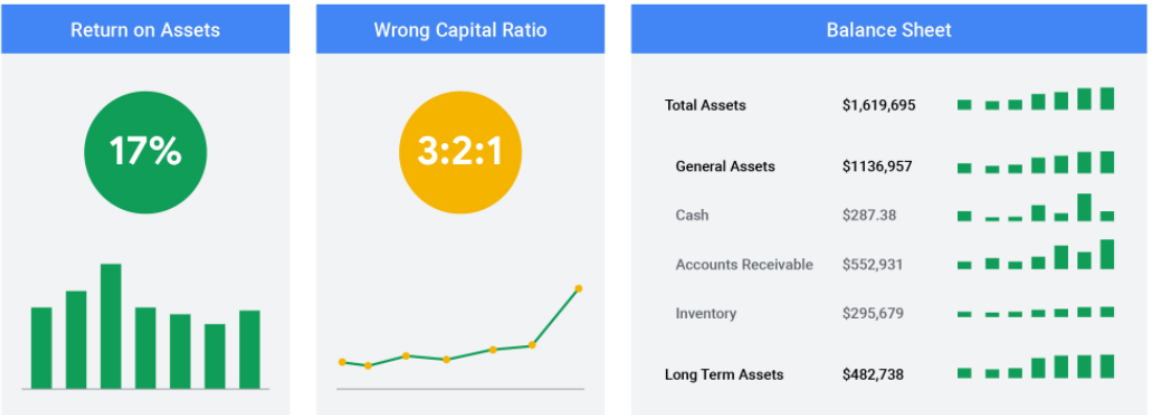 Return on Assets
17%
Wrong Capital Ratio
3:2:1
Balance Sheet
Total Assets $1,619,695
General Assets $1136,957
Cash $287.38
Accounts Receivable $552,931
Inventory $295,679
Long Term Assets $482,738